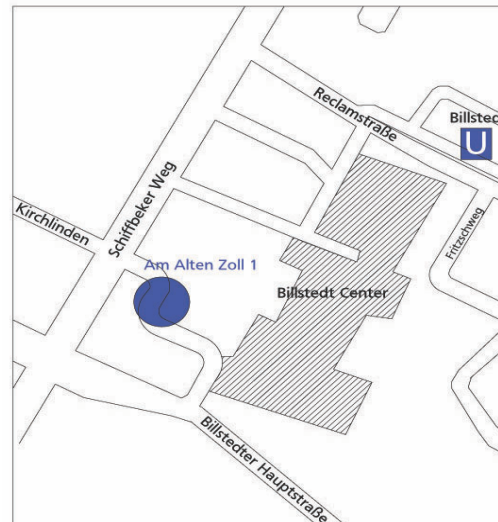 Reclamstraße
Billsted
U
Schiffbeker Weg
Kirchlinden
Fritzschweg
Am Alten Zoll 1
Billstedt Center
Billstedter Hauptstraße